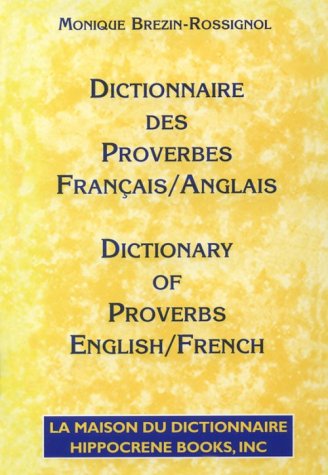 MONIQUE BREZIN-ROSSIGNOL
DICTIONNAIRE
DES
PROVERBES
FRANÇAIS/ANGLAIS
DICTIONARY
OF
PROVERBS
ENGLISH/FRENCH
LA MAISON DU DICTIONNAIRE
HIPPOCRENE BOOKS, INC